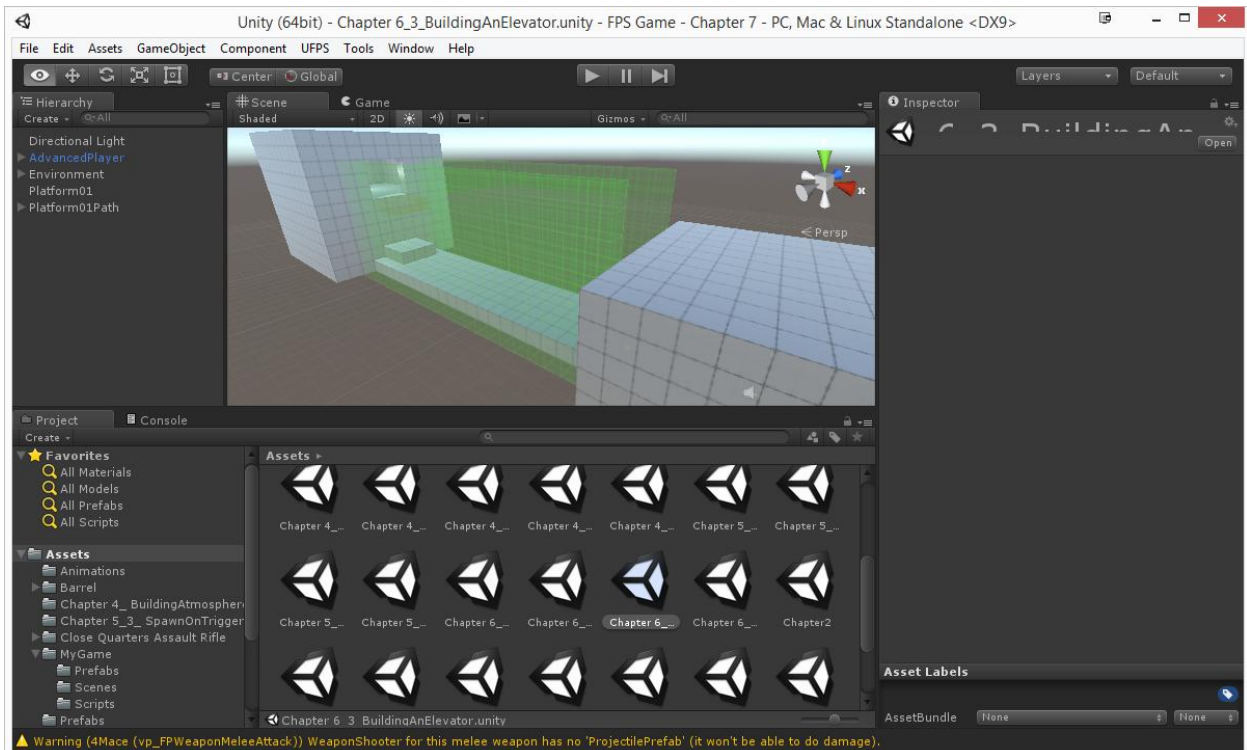 Unity (64bit) - Chapter 6_3_BuildingAnElevator.unity - FPS Game - Chapter 7 - PC, Mac & Linux Standalone <DX9>
File Edit Assets GameObject Component UFPS Tools Window Help
Center Global Layers Default
Hierarchy
Create All
Directional Light
AdvancedPlayer
Environment
Platform01
Platform01Path
Scene Game
Shaded 2D Gizmos All
z
x
Persp
Inspector
Open
Project Console
Create
Favorites
All Materials
All Models
All Prefabs
All Scripts
Assets
Animations
Barrel
Chapter 4_ BuildingAtmospher
Chapter 5_3_ SpawnOnTrigger
Close Quarters Assault Rifle
MyGame
Prefabs
Scenes
Scripts
Prefabs
Assets
Chapter 4_... Chapter 4_... Chapter 4_... Chapter 4_... Chapter 4_... Chapter 5_... Chapter 5_...
Chapter 5_... Chapter 5_... Chapter 6_... Chapter 6_... Chapter 6_... Chapter 6_... Chapter2
Chapter 6_3_BuildingAnElevator.unity
Asset Labels
AssetBundle None None
Warning (4Mace (vp_FPWeaponMeleeAttack)) WeaponShooter for this melee weapon has no 'ProjectilePrefab' (it won't be able to do damage).